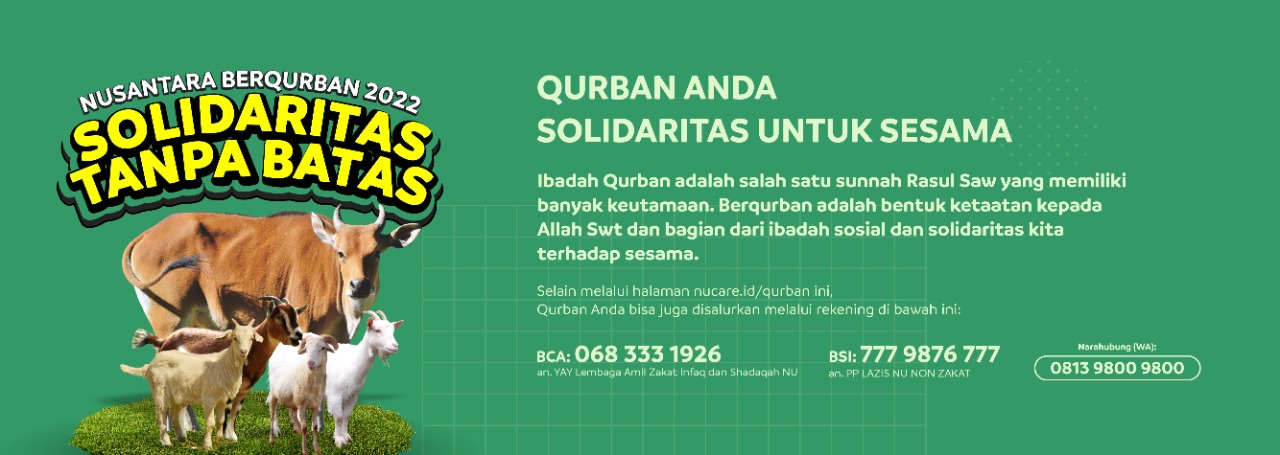 NUSANTARA BERQURBAN 2022
SOLIDARITAS
TANPA BATAS
QURBAN ANDA
SOLIDARITAS UNTUK SESAMA
Ibadah Qurban adalah salah satu sunnah Rasul Saw yang memiliki
banyak keutamaan. Berqurban adalah bentuk ketaatan kepada
Allah Swt dan bagian dari ibadah sosial dan solidaritas kita
terhadap sesama.
Selain melalui halaman nucare.id/qurban ini,
Qurban Anda bisa juga disalurkan melalui rekening di bawah ini:
BCA: 068 333 1926
an. YAY Lembaga Amil Zakat Infaq dan Shadaqah NU
BSI: 777 9876 777
an. PP LAZIS NU NON ZAKAT
Narahubung (WA):
0813 9800 9800